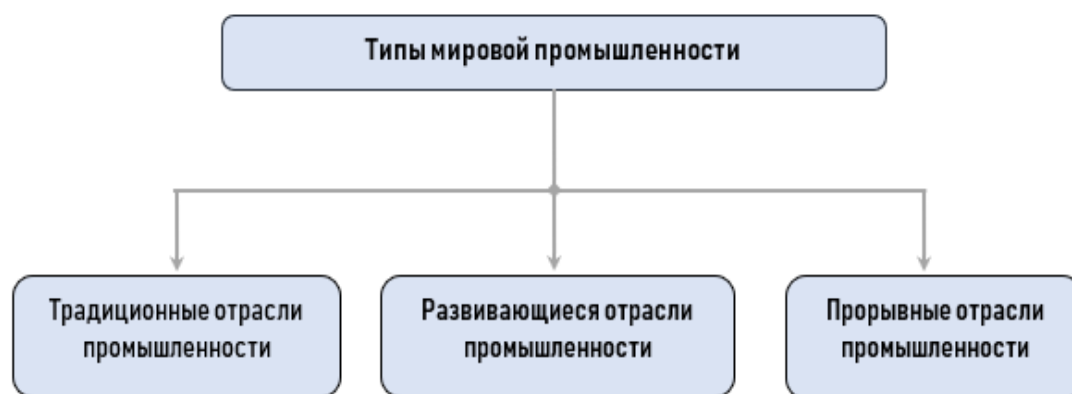 Типы мировой промышленности
Традиционные отрасли
промышленности
Развивающиеся отрасли
промышленности
Прорывные отрасли
промышленности